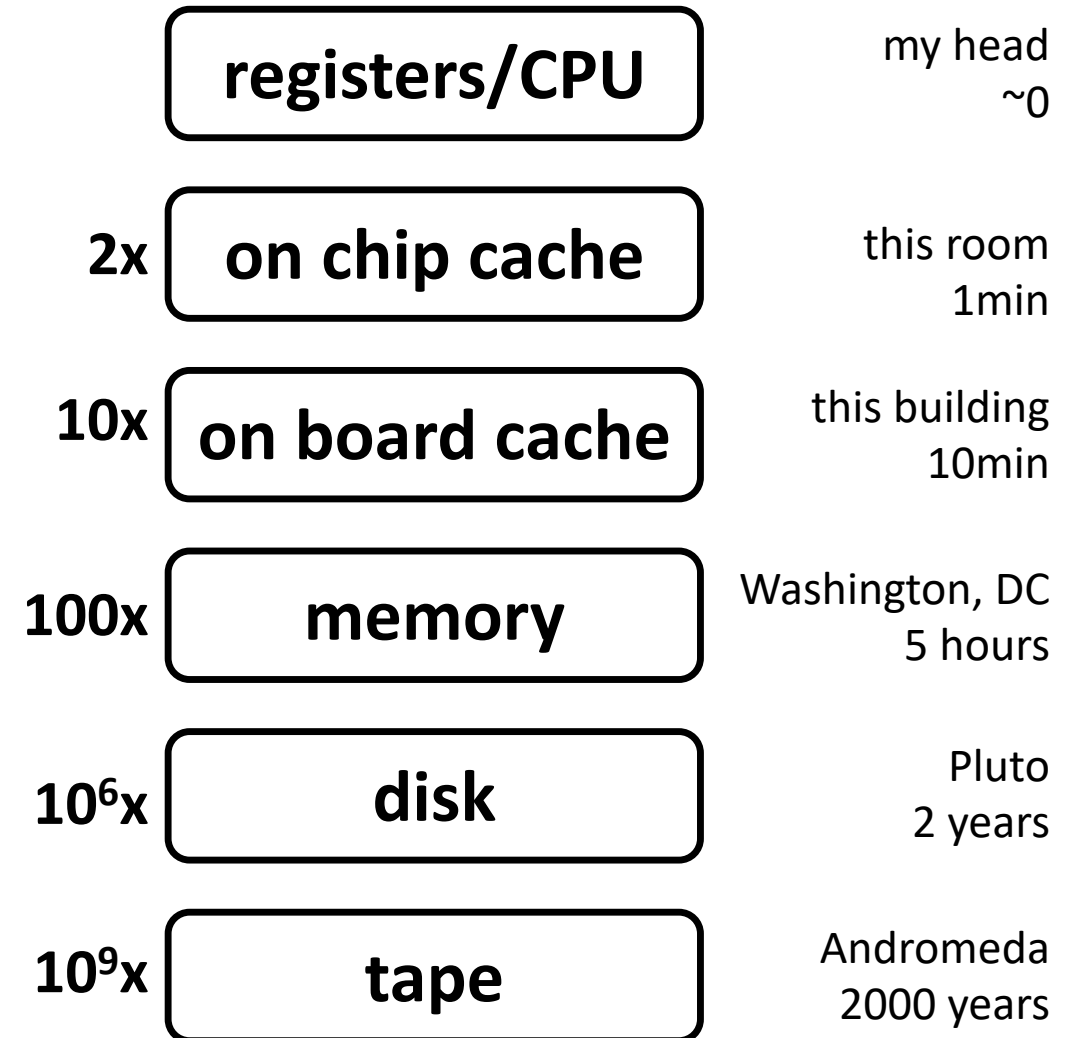 registers/CPU
my head
~0
2x
on chip cache
this room
1min
10x
on board cache
this building
10min
100x
memory
Washington, DC
5 hours
10⁶x
disk
Pluto
2 years
10⁹x
tape
Andromeda
2000 years